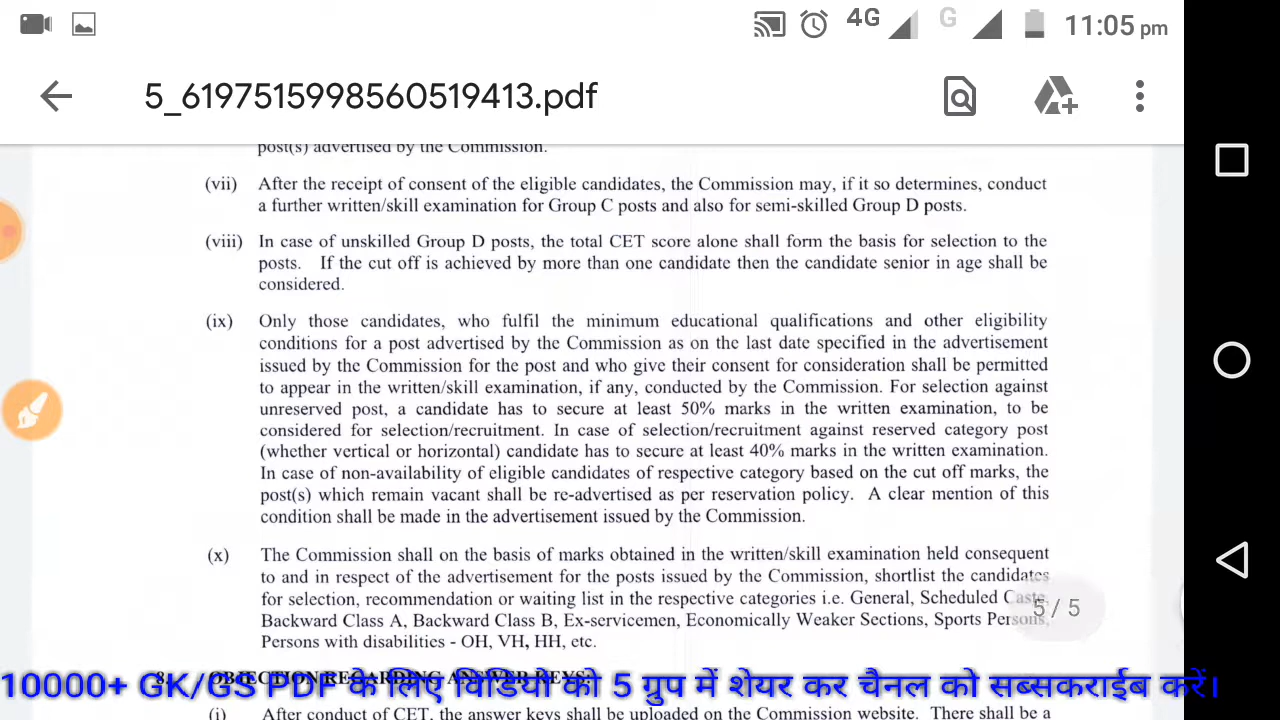 4G G 11:05 pm
5_6197515998560519413.pdf
post(s) advertised by the Commission.
(vii) After the receipt of consent of the eligible candidates, the Commission may, if it so determines, conduct
a further written/skill examination for Group C posts and also for semi-skilled Group D posts.
(viii) In case of unskilled Group D posts, the total CET score alone shall form the basis for selection to the
posts. If the cut off is achieved by more than one candidate then the candidate senior in age shall be
considered.
(ix) Only those candidates, who fulfil the minimum educational qualifications and other eligibility
conditions for a post advertised by the Commission as on the last date specified in the advertisement
issued by the Commission for the post and who give their consent for consideration shall be permitted
to appear in the written/skill examination, if any, conducted by the Commission. For selection against
unreserved post, a candidate has to secure at least 50% marks in the written examination, to be
considered for selection/recruitment. In case of selection/recruitment against reserved category post
(whether vertical or horizontal) candidate has to secure at least 40% marks in the written examination.
In case of non-availability of eligible candidates of respective category based on the cut off marks, the
post(s) which remain vacant shall be re-advertised as per reservation policy. A clear mention of this
condition shall be made in the advertisement issued by the Commission.
(x) The Commission shall on the basis of marks obtained in the written/skill examination held consequent
to and in respect of the advertisement for the posts issued by the Commission, shortlist the candidates
for selection, recommendation or waiting list in the respective categories i.e. General, Scheduled Caste,
Backward Class A, Backward Class B, Ex-servicemen, Economically Weaker Sections, Sports Persons,
Persons with disabilities - OH, VH, HH, etc.
5 / 5
8. OBJECTION REGARDING ANSWER KEYS:
10000+ GK/GS PDF के लिए विडियो को 5 ग्रुप में शेयर कर चैनल को सब्सकराईब करें।
(i) After conduct of CET, the answer keys shall be uploaded on the Commission website. There shall be a